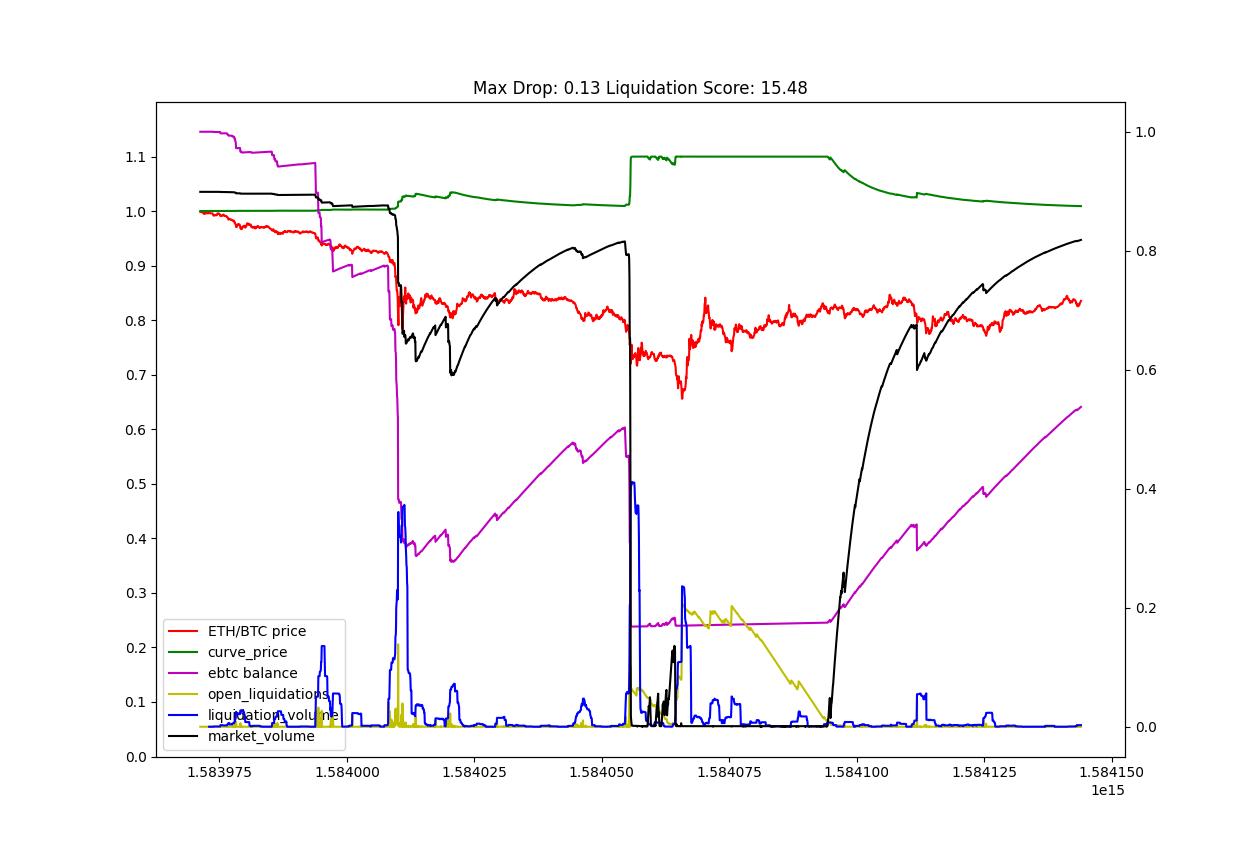 Max Drop: 0.13 Liquidation Score: 15.48
1.1
1.0
0.9
0.8
0.7
0.6
0.5
0.4
0.3
0.2
0.1
0.0
1.0
0.8
0.6
0.4
0.2
0.0
ETH/BTC price
curve_price
ebtc balance
open_liquidations
liquidation_volume
market_volume
1.583975 1.584000 1.584025 1.584050 1.584075 1.584100 1.584125 1.584150
1e15